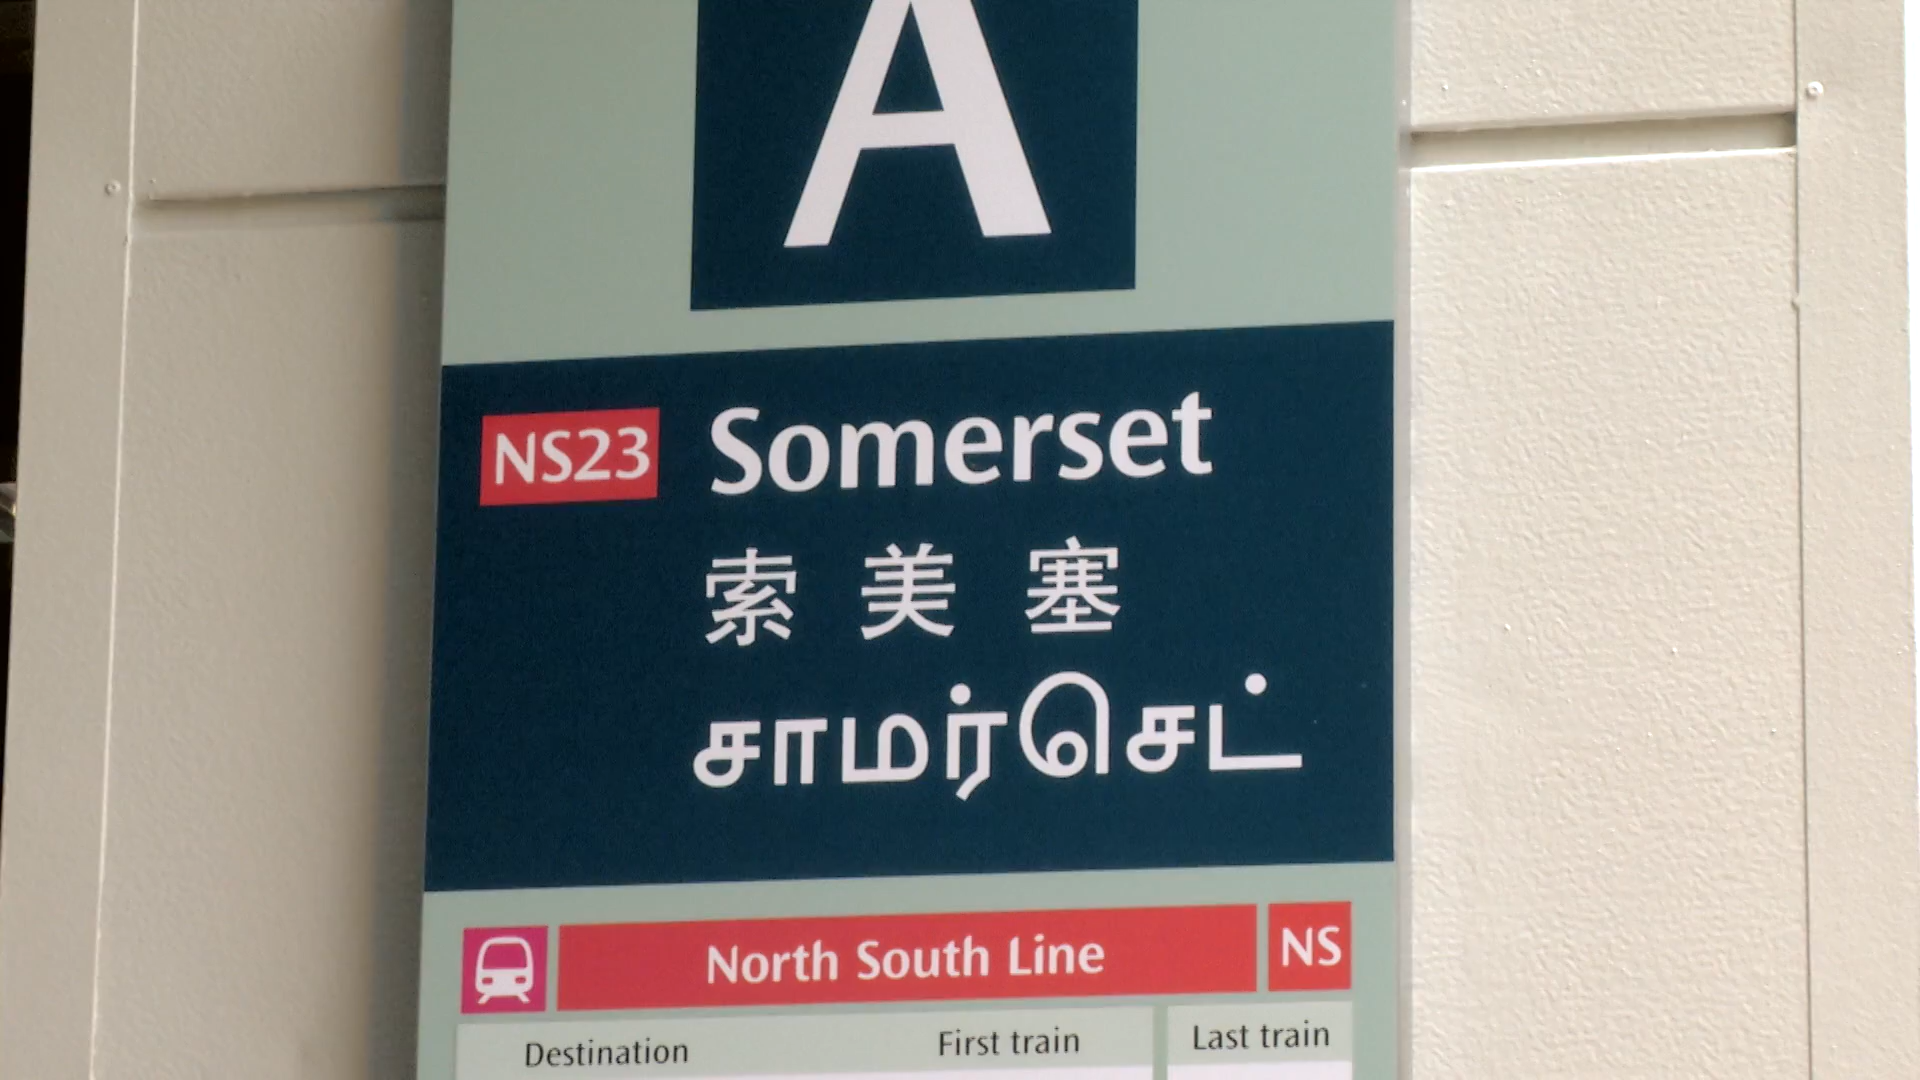 A
NS23 Somerset
索美塞
சாமர்செட்
North South Line NS
Destination First train Last train